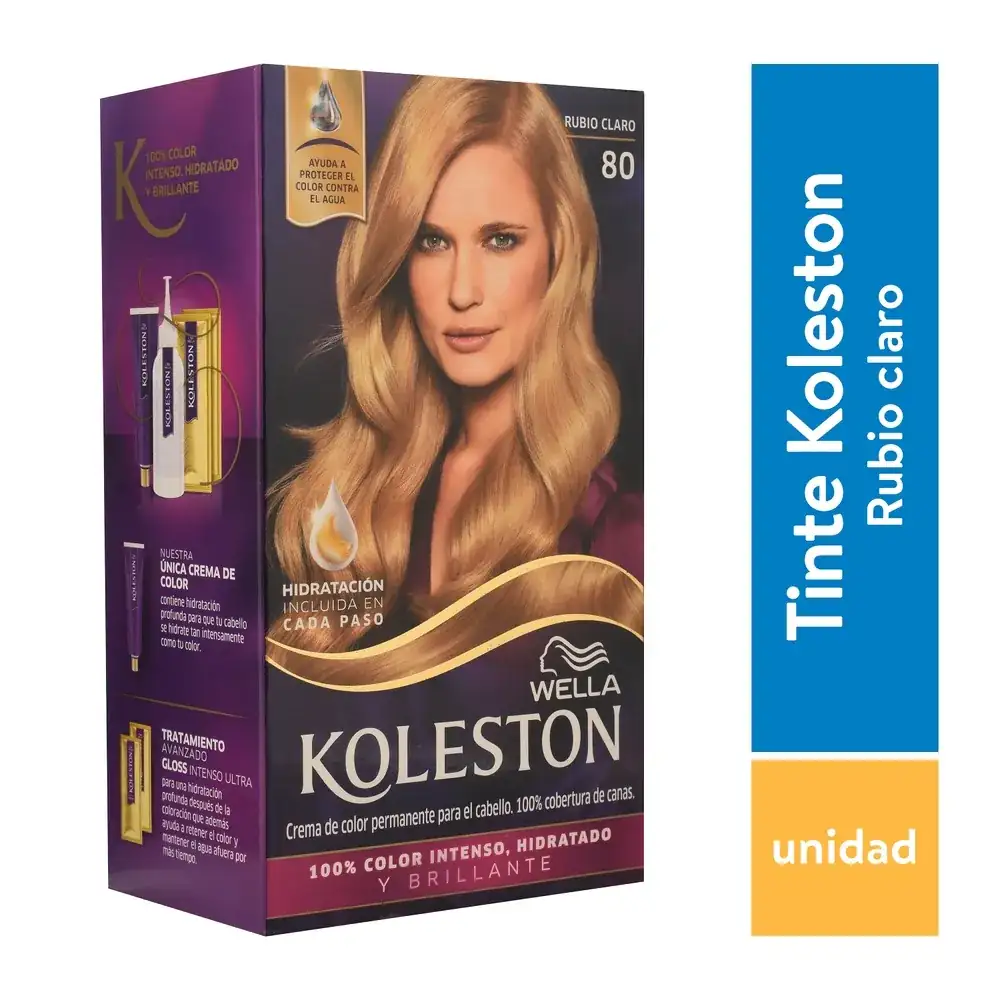 K 100% COLOR
INTENSO, HIDRATADO
Y BRILLANTE
KOLESTON
KOLESTON
KOLESTON
NUESTRA
ÚNICA CREMA DE
COLOR
contiene hidratación
profunda para que tu cabello
se hidrate tan intensamente
como tu color.
KOLESTON
TRATAMIENTO
AVANZADO
GLOSS INTENSO ULTRA
para una hidratación
profunda después de la
coloración que además
ayuda a retener el color y
mantener el agua afuera por
más tiempo.
KOLESTON
AYUDA A
PROTEGER EL
COLOR CONTRA
EL AGUA
RUBIO CLARO
80
HIDRATACIÓN
INCLUIDA EN
CADA PASO
WELLA
KOLESTON
Crema de color permanente para el cabello. 100% cobertura de canas.
100% COLOR INTENSO, HIDRATADO
Y BRILLANTE
Tinte Koleston
Rubio claro
unidad